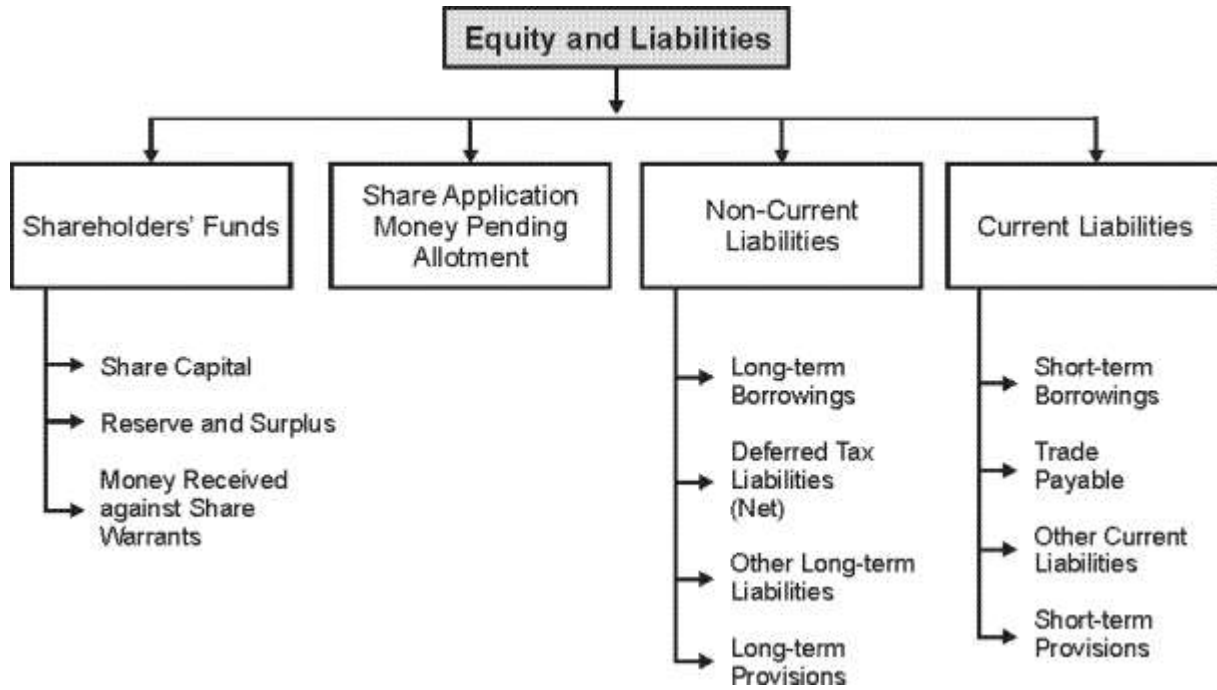 Equity and Liabilities
Shareholders' Funds
Share Application
Money Pending
Allotment
Non-Current
Liabilities
Current Liabilities
Share Capital
Reserve and Surplus
Money Received
against Share
Warrants
Long-term
Borrowings
Deferred Tax
Liabilities
(Net)
Other Long-term
Liabilities
Long-term
Provisions
Short-term
Borrowings
Trade
Payable
Other Current
Liabilities
Short-term
Provisions